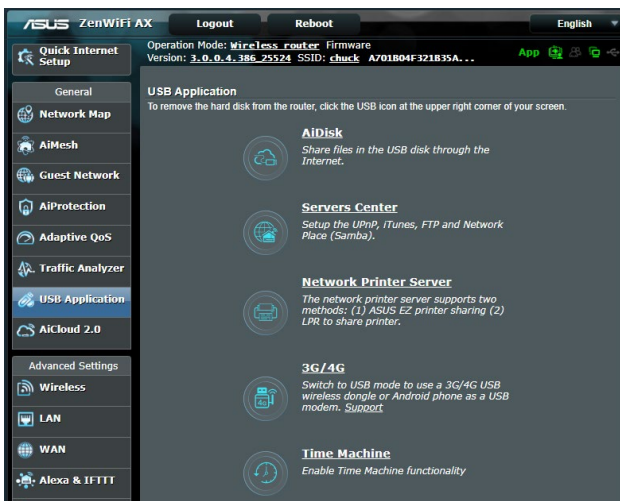 ASUS ZenWiFi AX Logout Reboot English
Quick Internet
Setup
Operation Mode: Wireless router Firmware
Version: 3.0.0.4.386_25524 SSID: chuck A701B04F321B35A...
App
General
Network Map
AiMesh
Guest Network
AiProtection
Adaptive QoS
Traffic Analyzer
USB Application
AiCloud 2.0
Advanced Settings
Wireless
LAN
WAN
Alexa & IFTTT
USB Application
To remove the hard disk from the router, click the USB icon at the upper right corner of your screen.
AiDisk
Share files in the USB disk through the
Internet.
Servers Center
Setup the UPnP, iTunes, FTP and Network
Place (Samba).
Network Printer Server
The network printer server supports two
methods: (1) ASUS EZ printer sharing (2)
LPR to share printer.
3G/4G
Switch to USB mode to use a 3G/4G USB
wireless dongle or Android phone as a USB
modem. Support
4G
Time Machine
Enable Time Machine functionality